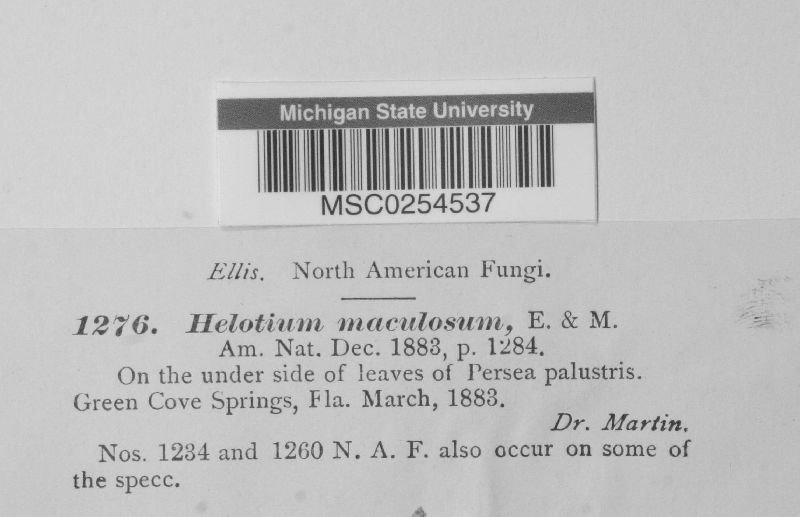 Michigan State University
MSC0254537
Ellis. North American Fungi.
1276. Helotium maculosum, E. & M.
Am. Nat. Dec. 1883, p. 1284.
On the under side of leaves of Persea palustris.
Green Cove Springs, Fla. March, 1883.
Dr. Martin.
Nos. 1234 and 1260 N. A. F. also occur on some of
the specc.